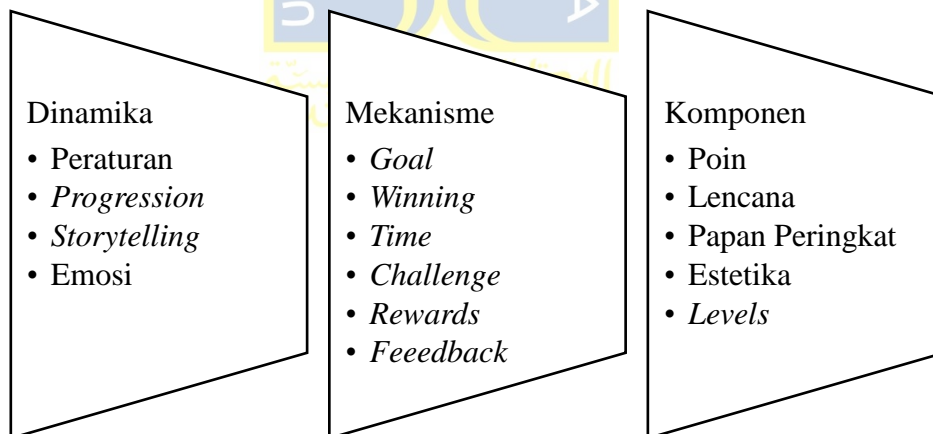 Dinamika
• Peraturan
• Progression
• Storytelling
• Emosi
Mekanisme
• Goal
• Winning
• Time
• Challenge
• Rewards
• Feeedback
Komponen
• Poin
• Lencana
• Papan Peringkat
• Estetika
• Levels